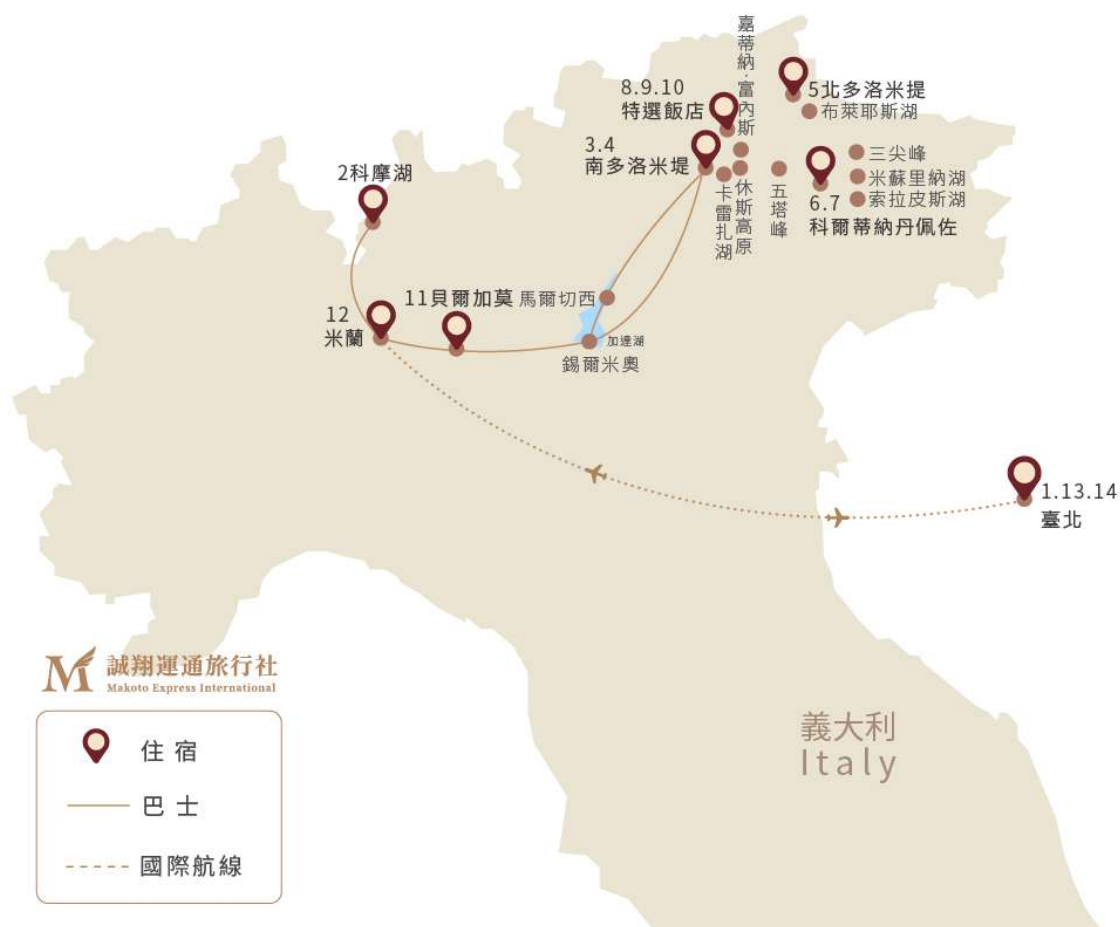 嘉蒂納·富內斯
8.9.10
特選飯店
5北多洛米提
布萊耶斯湖
3.4
南多洛米堤
三尖峰
米蘇里納湖
索拉皮斯湖
2科摩湖
卡雷扎湖
休斯高原
五塔峰
6.7
科爾蒂納丹佩佐
11貝爾加莫
馬爾切西
12
米蘭
加達湖
錫爾米奧
1.13.14
臺北
M 誠翔運通旅行社
Makoto Express International
義大利
Italy
住宿
巴士
國際航線